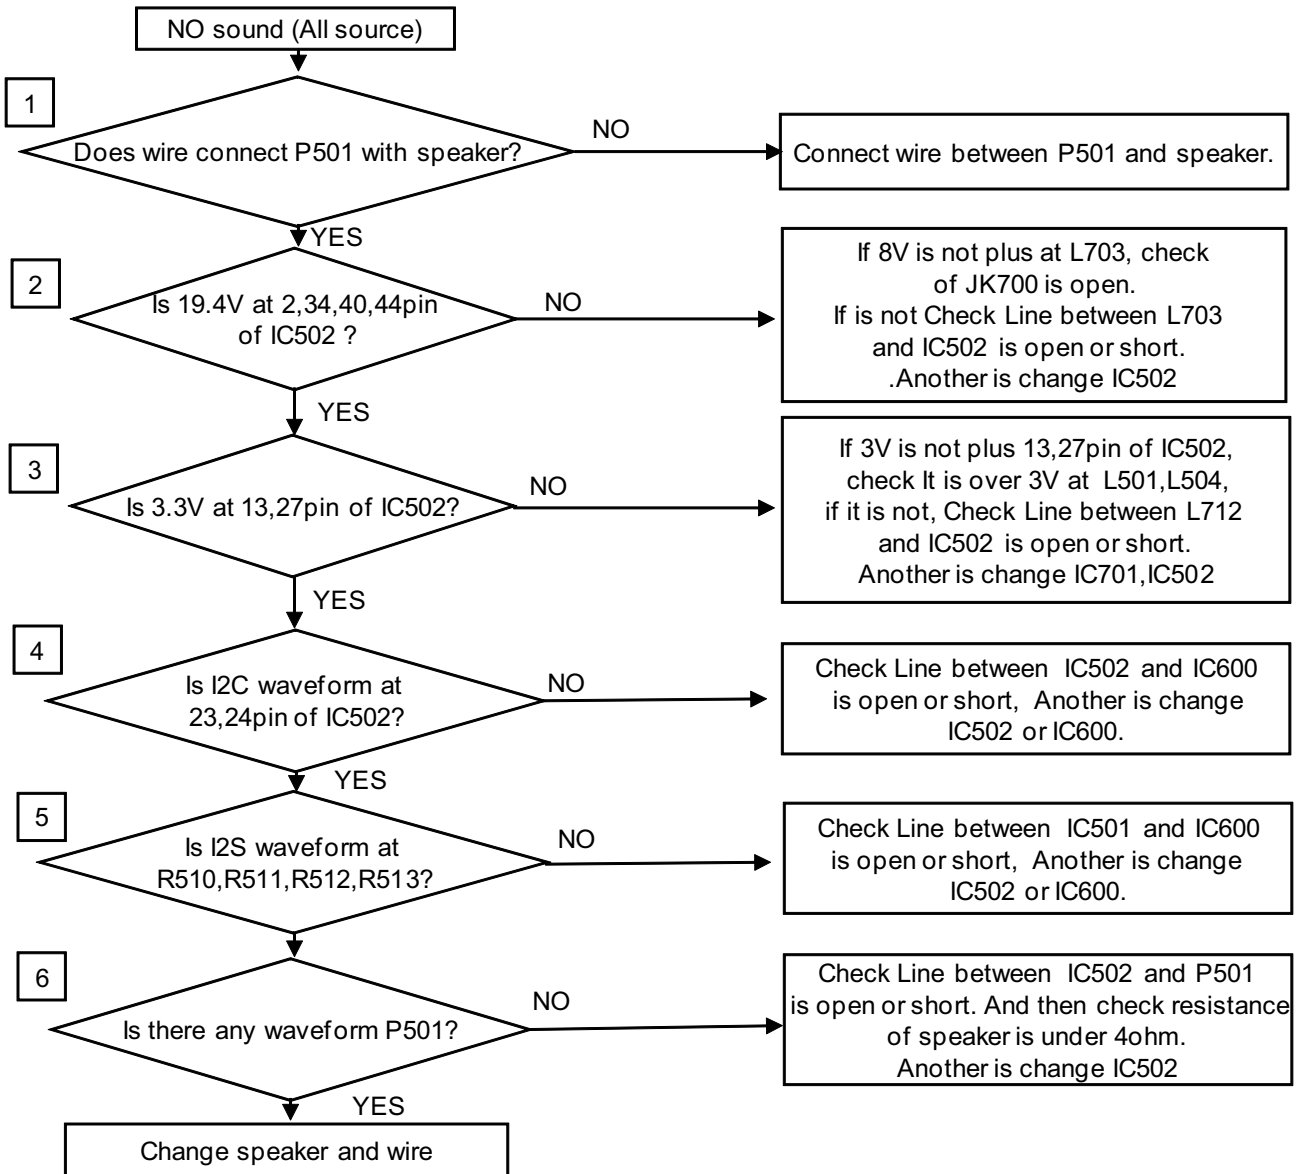 NO sound (All source)
1
Does wire connect P501 with speaker?
NO
Connect wire between P501 and speaker.
YES
2
Is 19.4V at 2,34,40,44pin
of IC502 ?
NO
If 8V is not plus at L703, check
of JK700 is open.
If is not Check Line between L703
and IC502 is open or short.
.Another is change IC502
YES
3
Is 3.3V at 13,27pin of IC502?
NO
If 3V is not plus 13,27pin of IC502,
check It is over 3V at L501,L504,
if it is not, Check Line between L712
and IC502 is open or short.
Another is change IC701,IC502
YES
4
Is I2C waveform at
23,24pin of IC502?
NO
Check Line between IC502 and IC600
is open or short, Another is change
IC502 or IC600.
YES
5
Is I2S waveform at
R510,R511,R512,R513?
NO
Check Line between IC501 and IC600
is open or short, Another is change
IC502 or IC600.
6
Is there any waveform P501?
NO
Check Line between IC502 and P501
is open or short. And then check resistance
of speaker is under 4ohm.
Another is change IC502
YES
Change speaker and wire